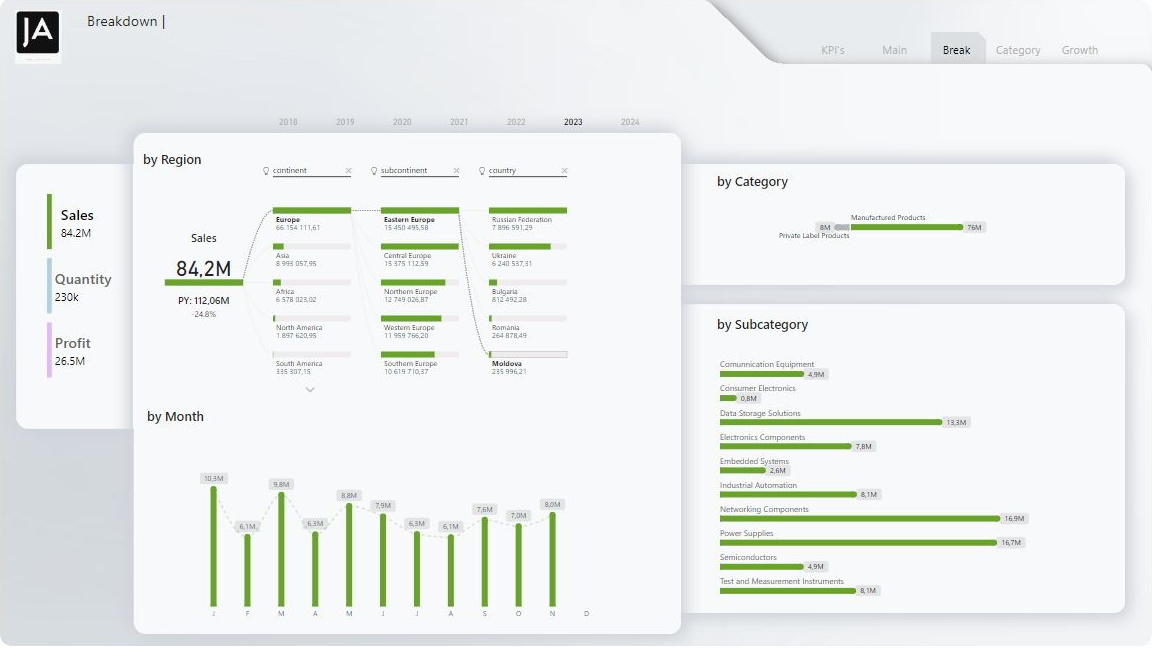 JA
Breakdown |
KPI's
Main
Break
Category
Growth
2018
2019
2020
2021
2022
2023
2024
Sales
84.2M
Quantity
230k
Profit
26.5M
by Region
continent
subcontinent
country
Sales
84,2M
PY: 112,06M
-24.8%
Europe
66 154 111,61
Asia
8 993 057,95
Africa
6 578 023,02
North America
1 897 620,95
South America
335 307,15
Eastern Europe
15 450 495,58
Central Europe
15 375 112,59
Northern Europe
12 749 026,87
Western Europe
11 959 766,20
Southern Europe
10 619 710,37
Russian Federation
7 896 591,29
Ukraine
6 240 537,31
Bulgaria
812 492,28
Romania
264 878,49
Moldova
235 996,21
by Month
10,3M
6,1M
9,8M
6,3M
8,8M
7,9M
6,3M
6,1M
7,6M
7,0M
8,0M
J
F
M
A
M
J
J
A
S
O
N
D
by Category
Manufactured Products
8M
76M
Private Label Products
by Subcategory
Comunnication Equipment
4,9M
Consumer Electronics
0,8M
Data Storage Solutions
13,3M
Electronics Components
7,8M
Embedded Systems
2,6M
Industrial Automation
8,1M
Networking Components
16,9M
Power Supplies
16,7M
Semiconductors
4,9M
Test and Measurement Instruments
8,1M